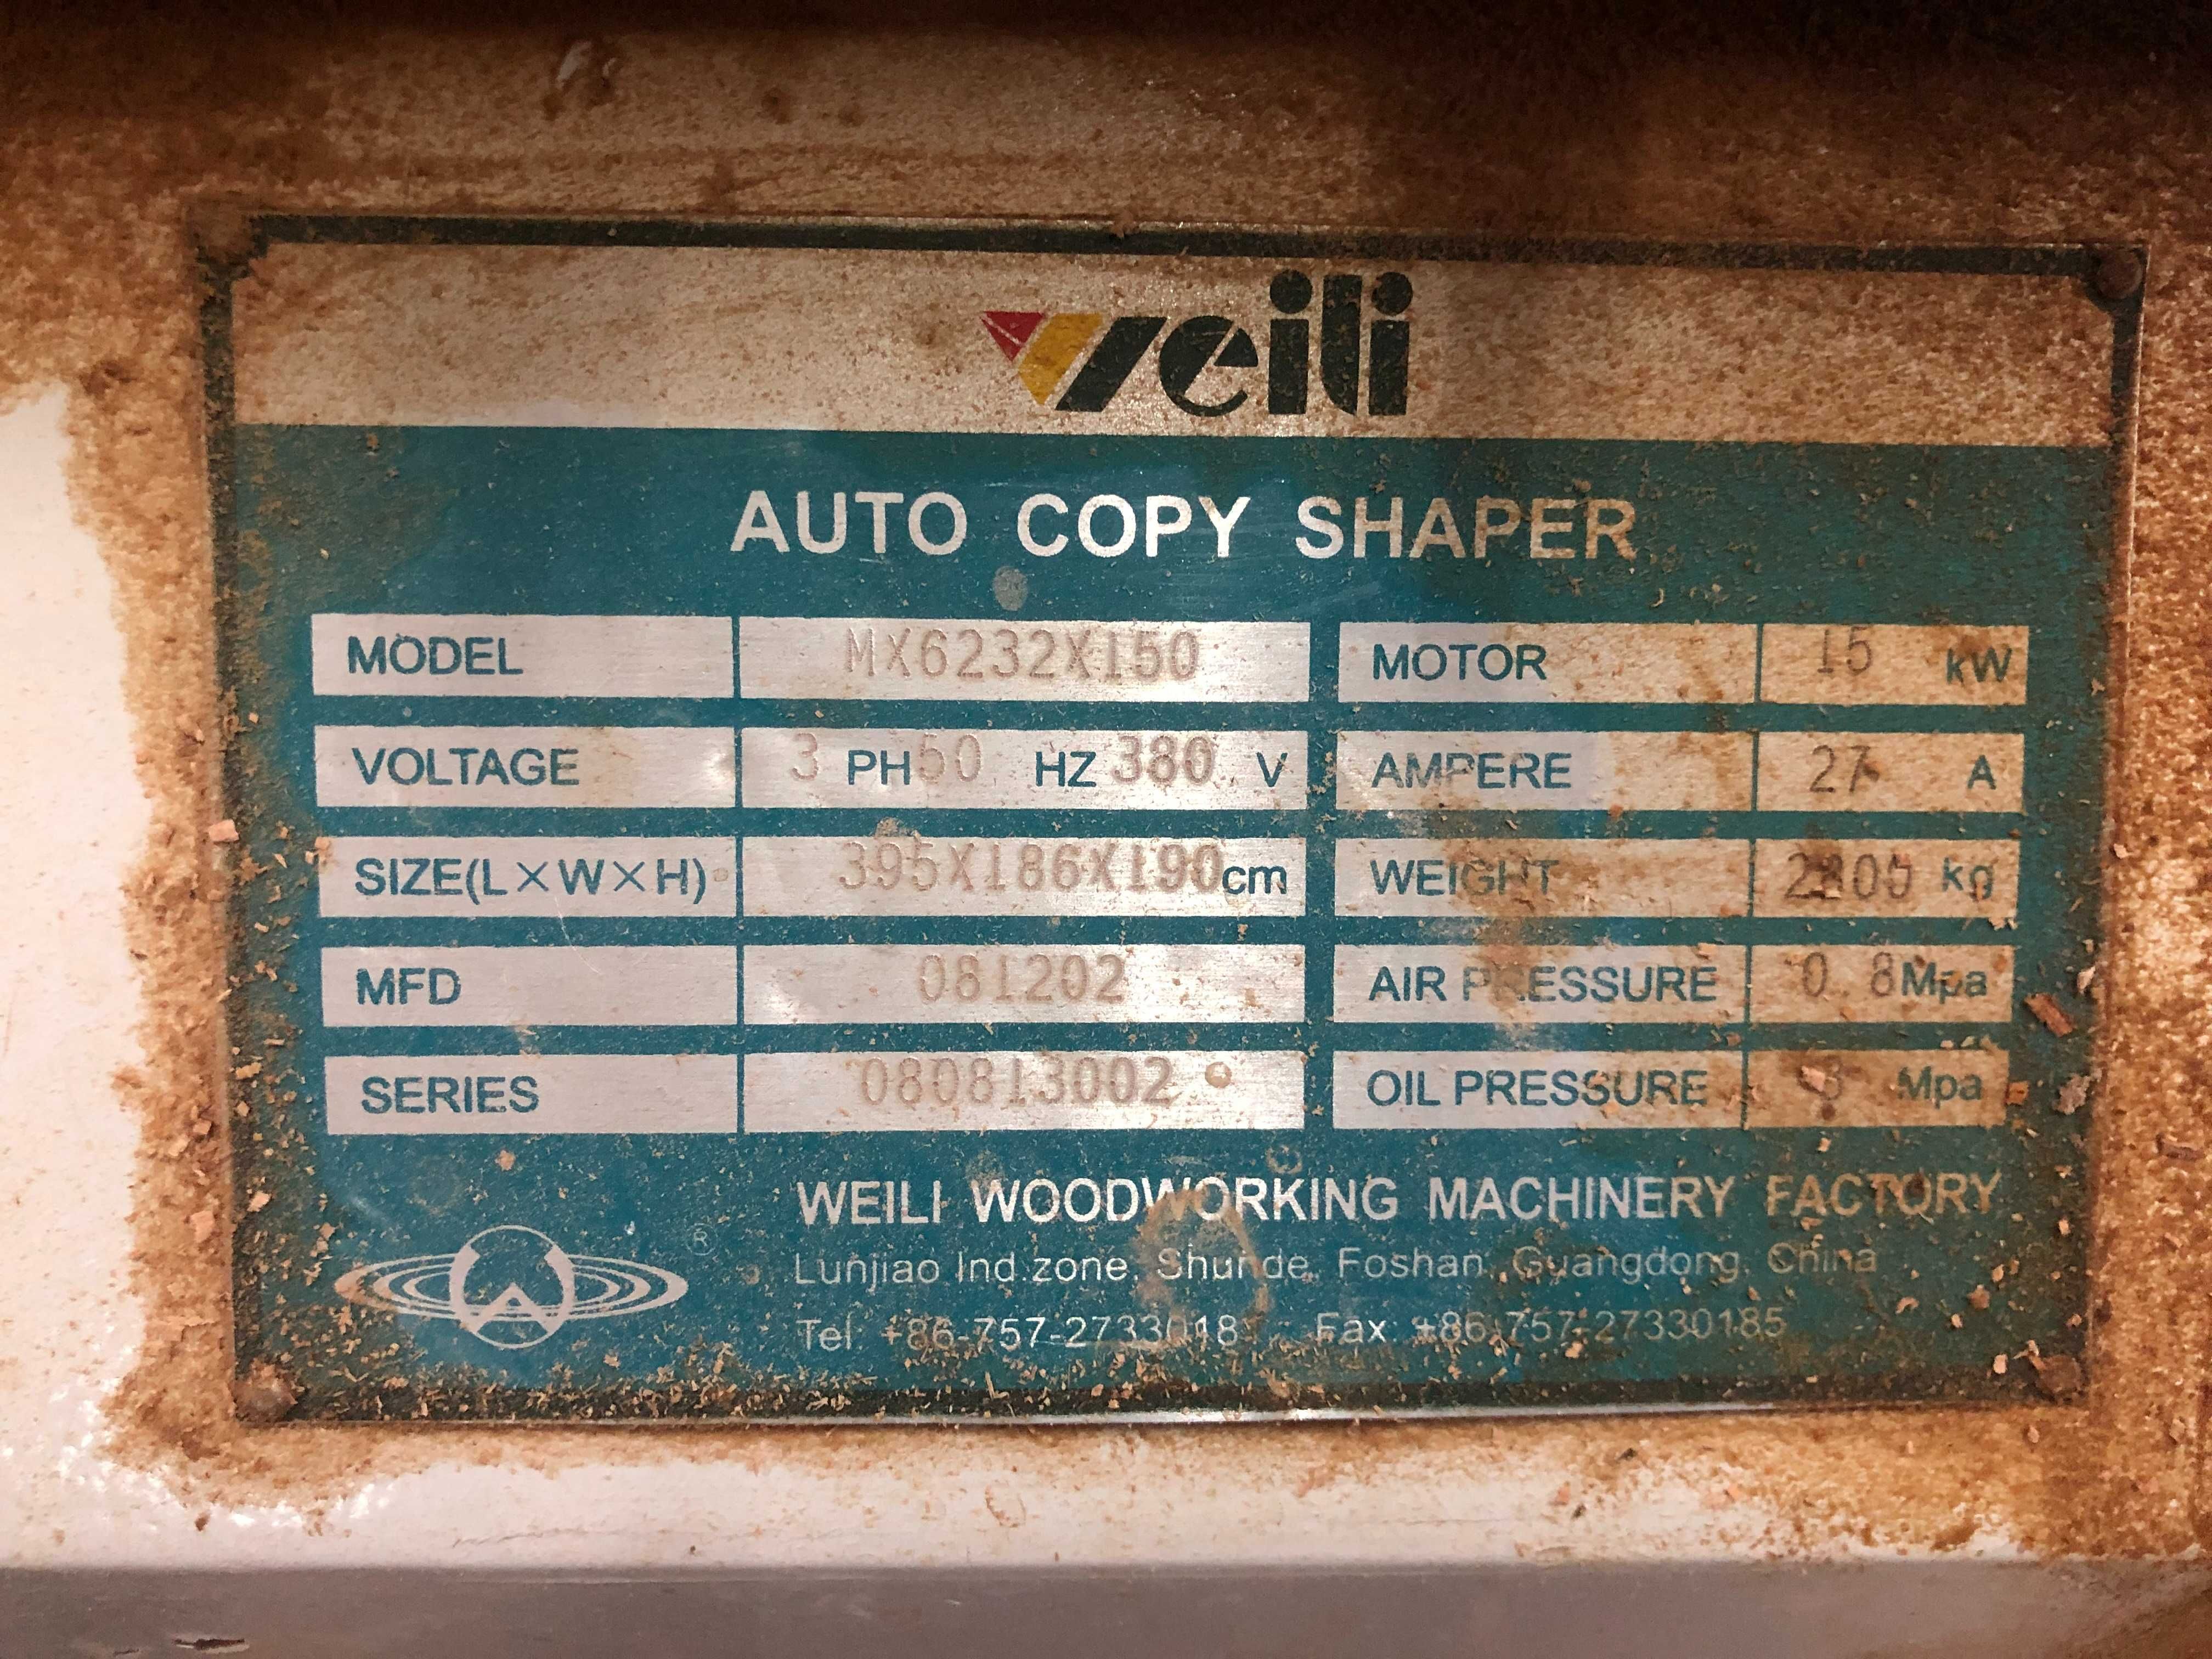 Weili
AUTO COPY SHAPER
MODEL MX6232X150 MOTOR 15 kW
VOLTAGE 3 PH 50 HZ 380 V AMPERE 27 A
SIZE(L×W×H) 395X186X190cm WEIGHT kg
MFD 081202 AIR PRESSURE 0.8Mpa
SERIES 080813002 OIL PRESSURE Mpa
WEILI WOODWORKING MACHINERY FACTORY
®
Lunjiao Ind.zone, Shunde, Foshan, Guangdong, China
Tel: Fax: +86-757-27330185